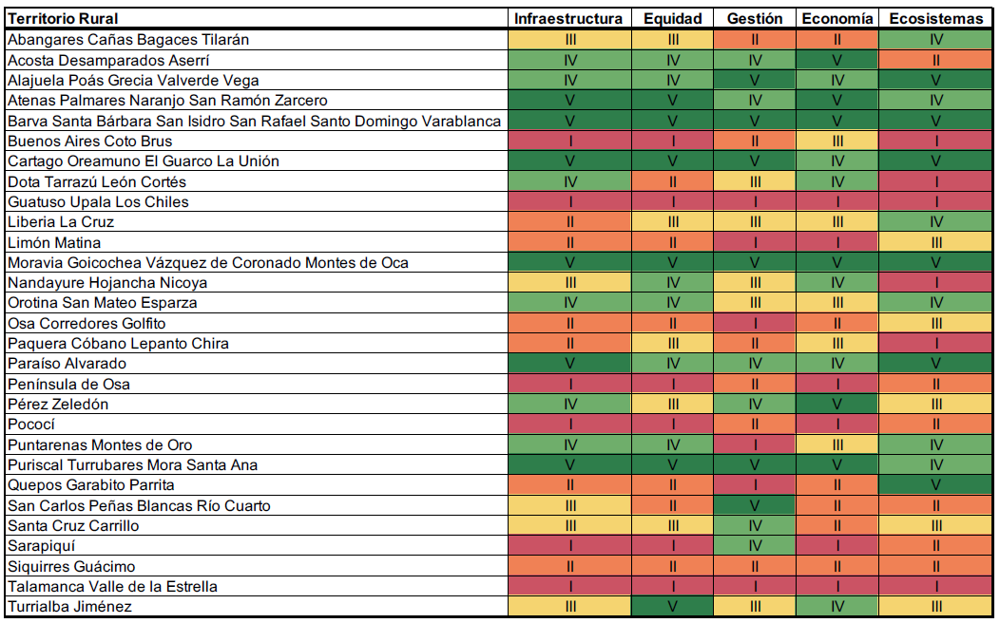 Territorio Rural Infraestructura Equidad Gestión Economía Ecosistemas
Abangares Cañas Bagaces Tilarán III III II II IV
Acosta Desamparados Aserrí IV IV IV V II
Alajuela Poás Grecia Valverde Vega IV IV V IV V
Atenas Palmares Naranjo San Ramón Zarcero V V IV V IV
Barva Santa Bárbara San Isidro San Rafael Santo Domingo Varablanca V V V V V
Buenos Aires Coto Brus I I II III I
Cartago Oreamuno El Guarco La Unión V V V IV V
Dota Tarrazú León Cortés IV II III IV I
Guatuso Upala Los Chiles I I I I I
Liberia La Cruz II III III III IV
Limón Matina II II I I III
Moravia Goicochea Vázquez de Coronado Montes de Oca V V V V V
Nandayure Hojancha Nicoya III IV III IV I
Orotina San Mateo Esparza IV IV III III IV
Osa Corredores Golfito II II I II III
Paquera Cóbano Lepanto Chira II III II III I
Paraíso Alvarado V IV IV IV V
Península de Osa I I II I II
Pérez Zeledón IV III IV V III
Pococí I I II I II
Puntarenas Montes de Oro IV IV I III IV
Puriscal Turrubares Mora Santa Ana V V V V IV
Quepos Garabito Parrita II II I II V
San Carlos Peñas Blancas Río Cuarto III II V II II
Santa Cruz Carrillo III III IV II III
Sarapiquí I I IV I II
Siquirres Guácimo II II II II II
Talamanca Valle de la Estrella I I I I I
Turrialba Jiménez III V III IV III